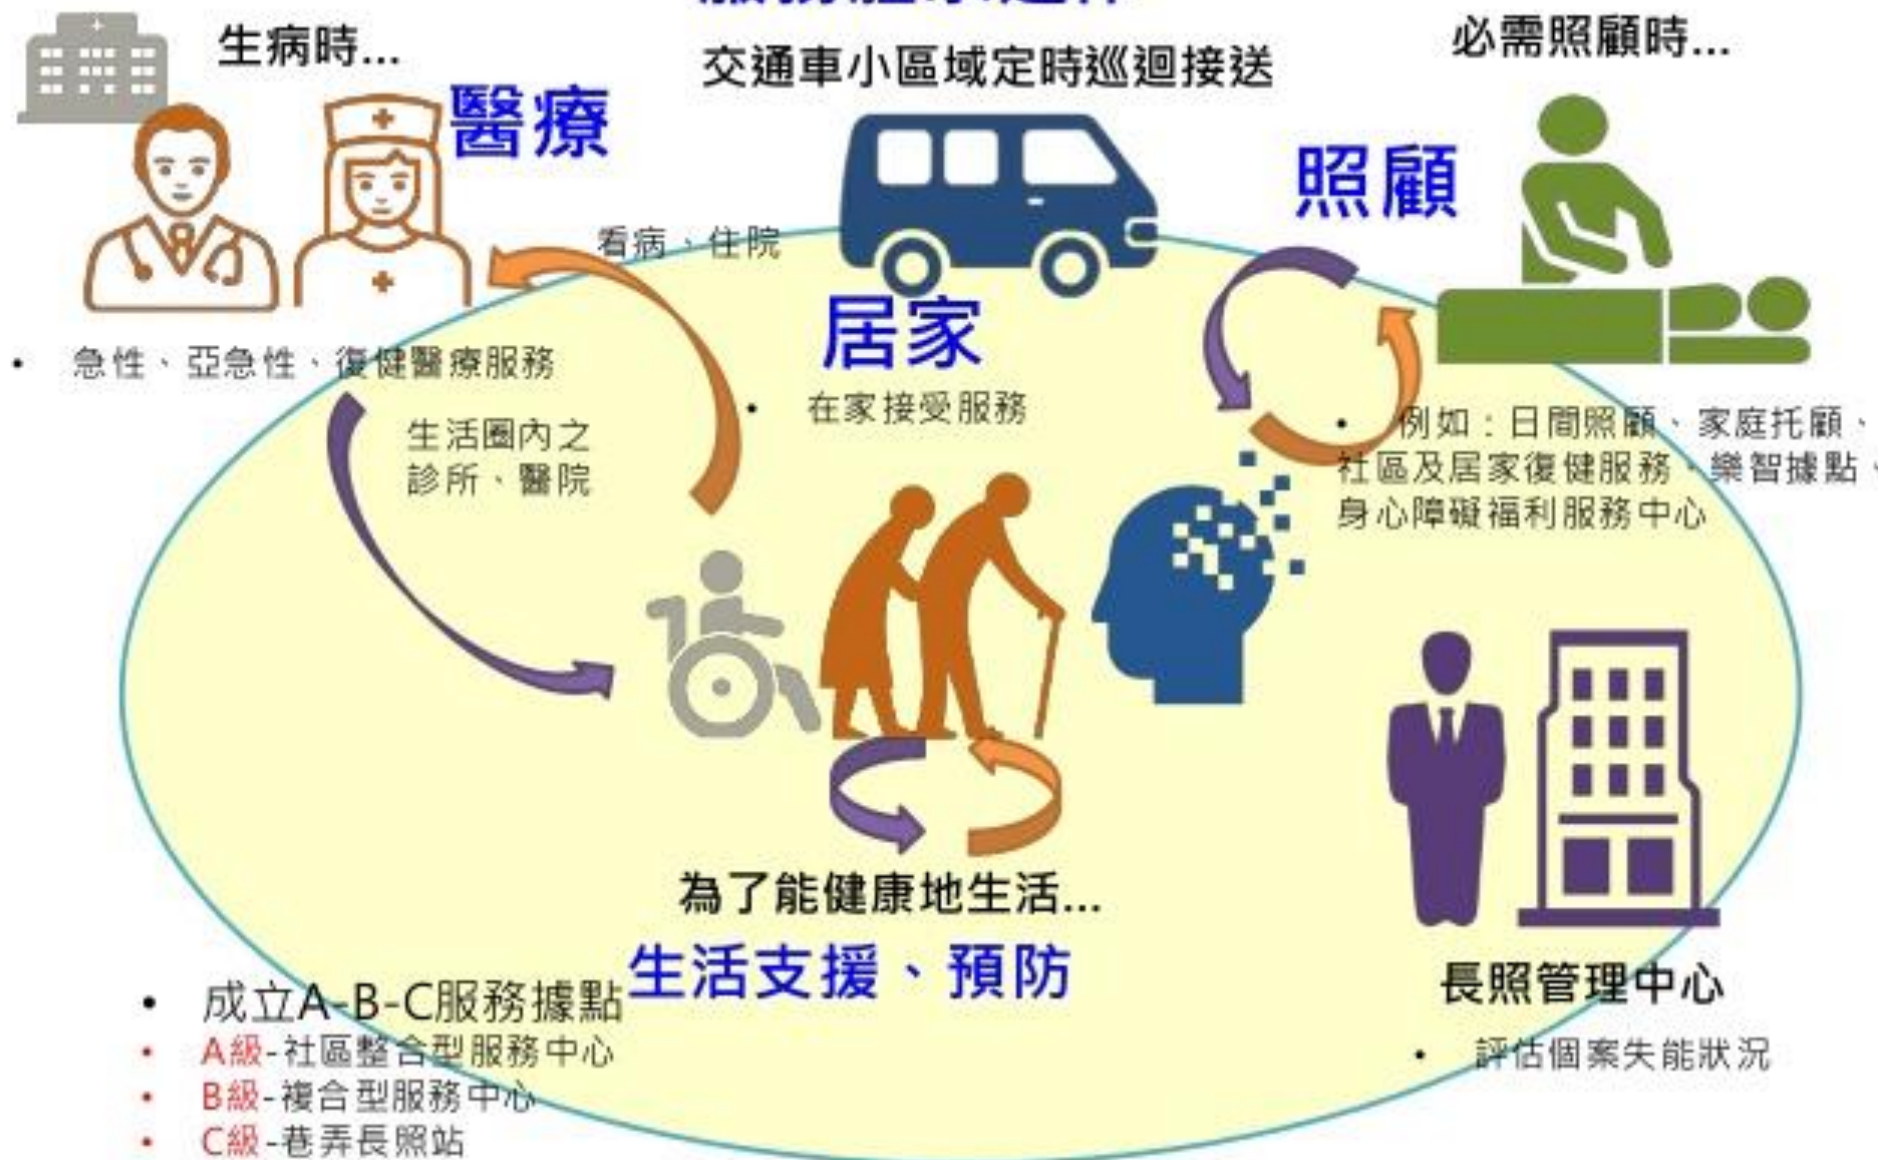 生病時...
醫療
交通車小區域定時巡迴接送
必需照顧時...
照顧
看病、住院
居家
• 急性、亞急性、復健醫療服務
生活圈內之
診所、醫院
• 在家接受服務
• 例如：日間照顧、家庭托顧、
社區及居家復健服務、樂智據點、
身心障礙福利服務中心
為了能健康地生活...
生活支援、預防
• 成立A-B-C服務據點
• A級-社區整合型服務中心
• B級-複合型服務中心
• C級-巷弄長照站
長照管理中心
• 評估個案失能狀況